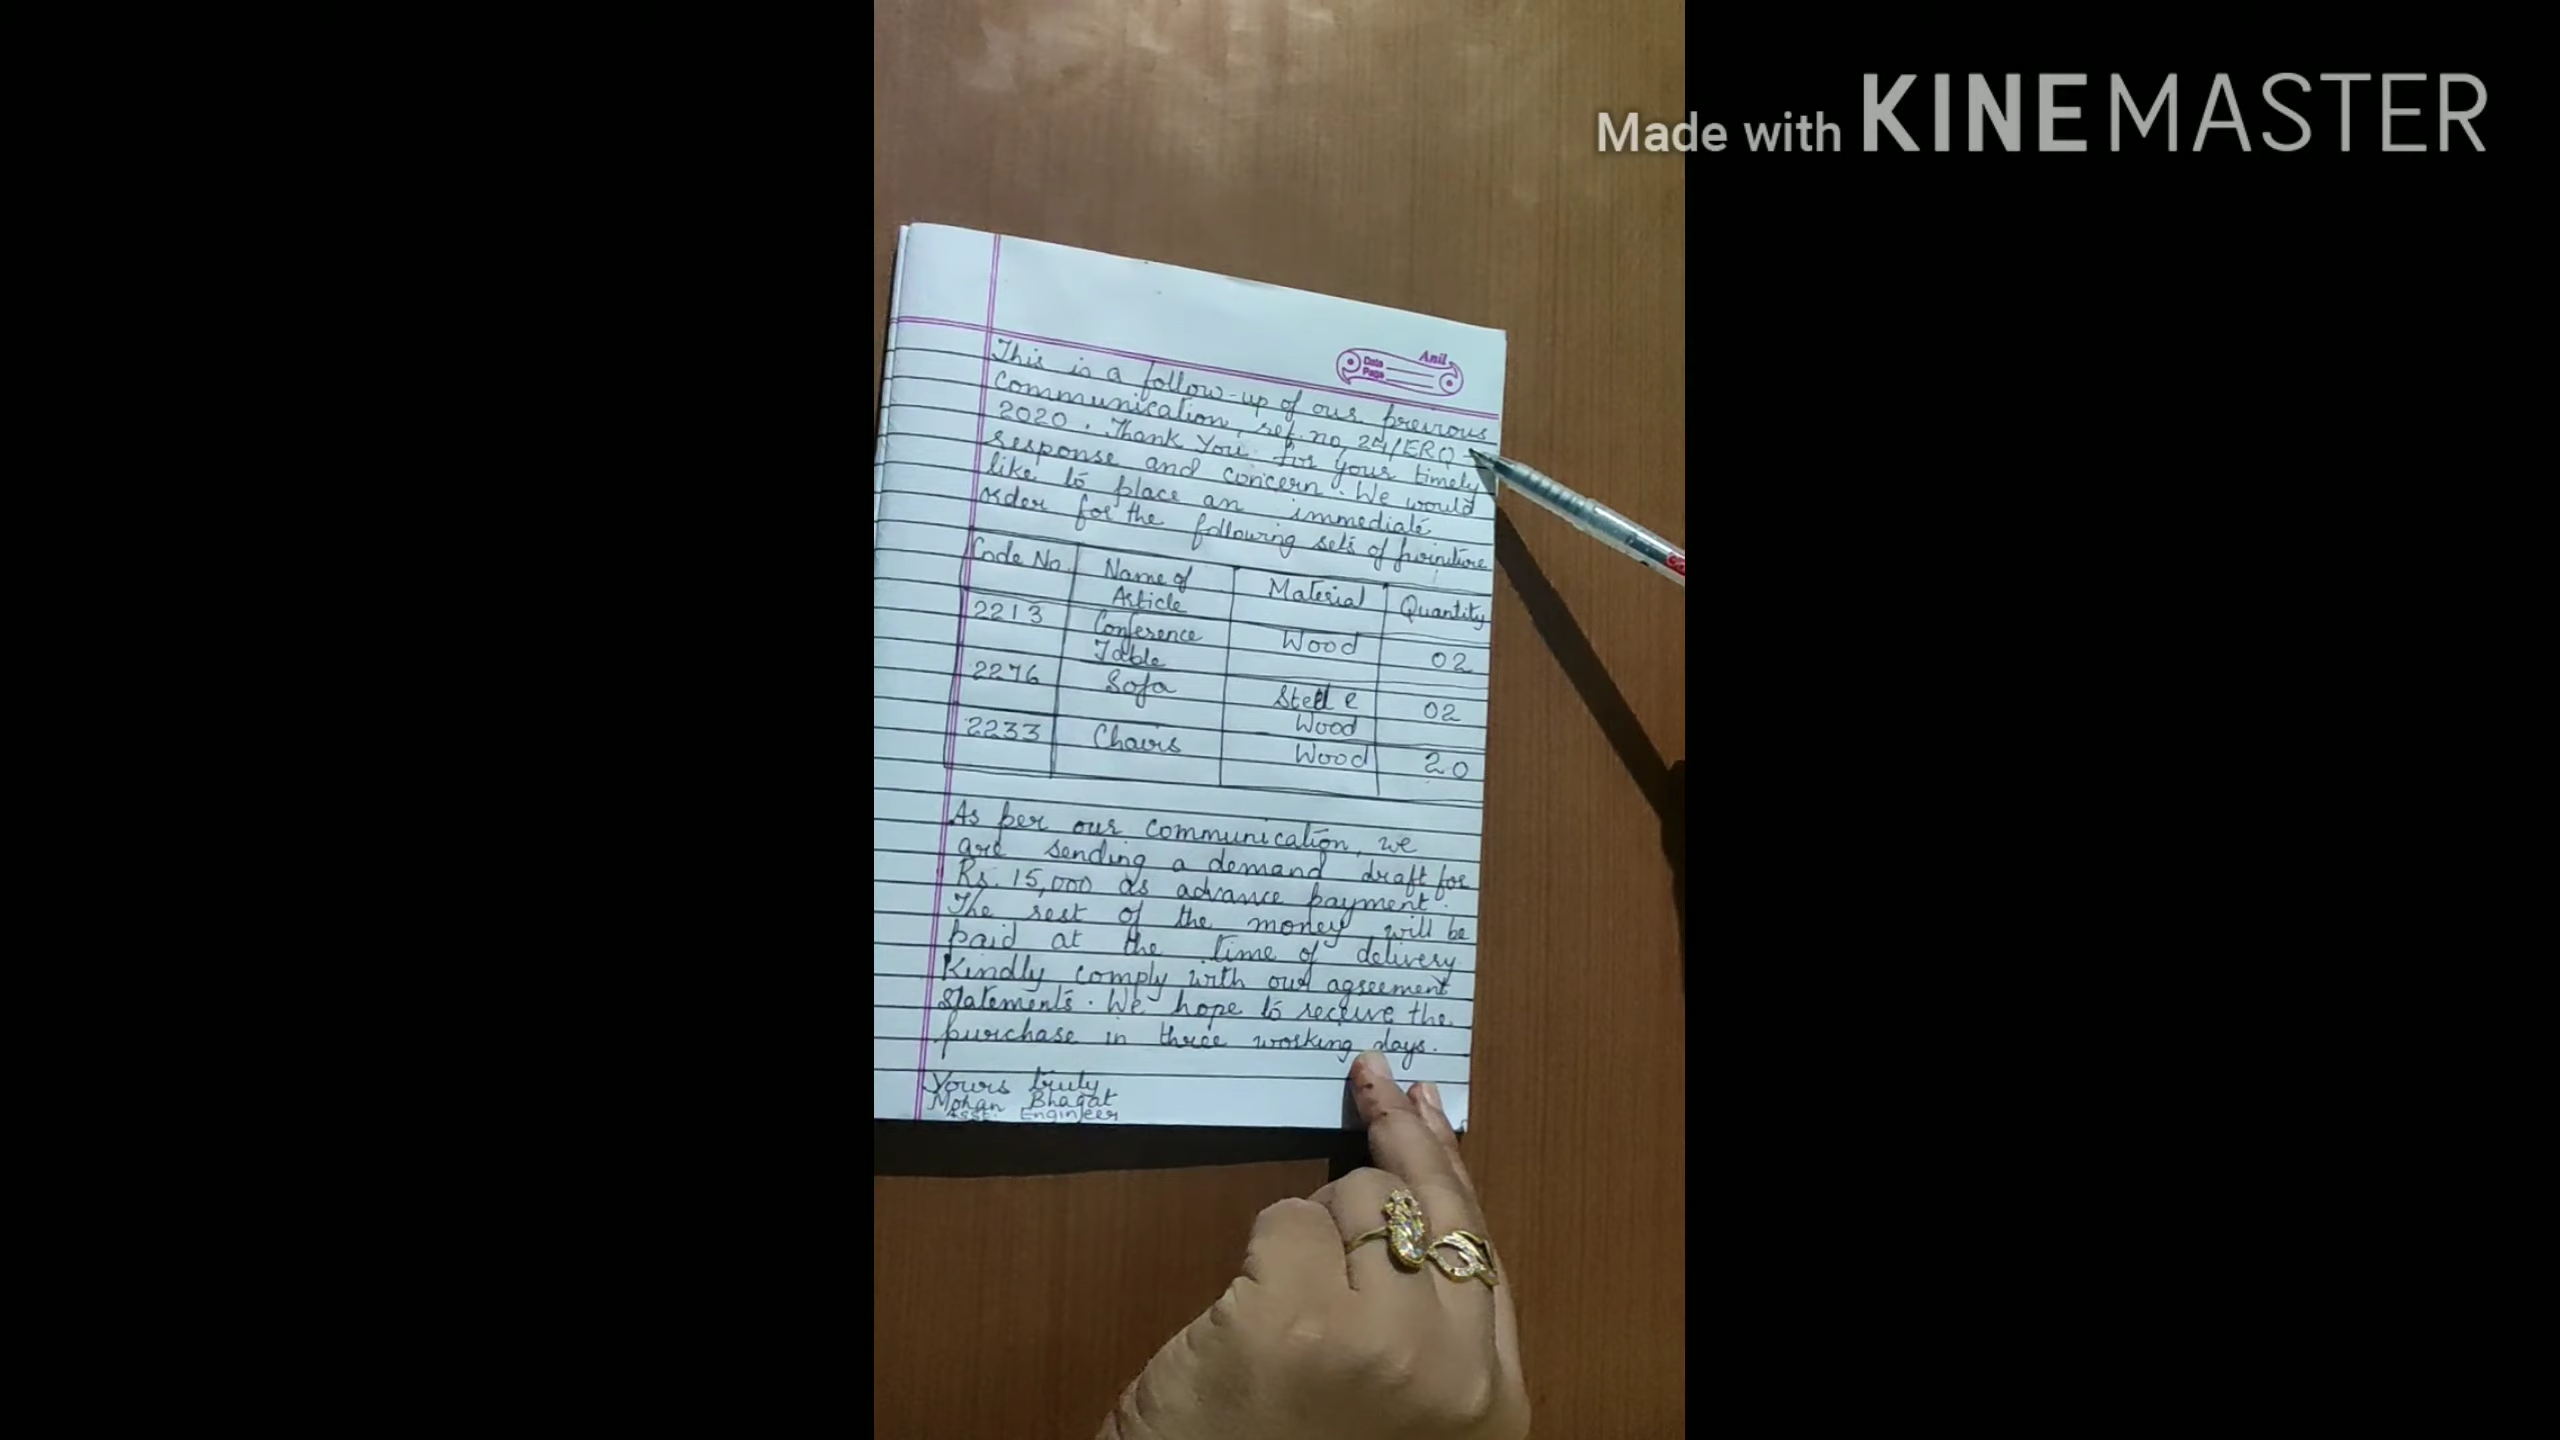 Made with KINEMASTER
Anil
Date
Page
This is a follow-up of our previous
communication, ref. no 24/ERQ-
2020. Thank You for your timely
response and concern. We would
like to place an immediate
order for the following sets of furniture
Code No. Name of Article Material Quantity
2213 Conference Table Wood 02
2276 Sofa Steel & Wood 02
2233 Chairs Wood 20
As per our communication, we
are sending a demand draft for
Rs. 15,000 as advance payment.
The rest of the money will be
paid at the time of delivery
Kindly comply with our agreement
statements. We hope to receive the
purchase in three working days.
Yours truly
Mohan Bhagat
Asst. Engineer